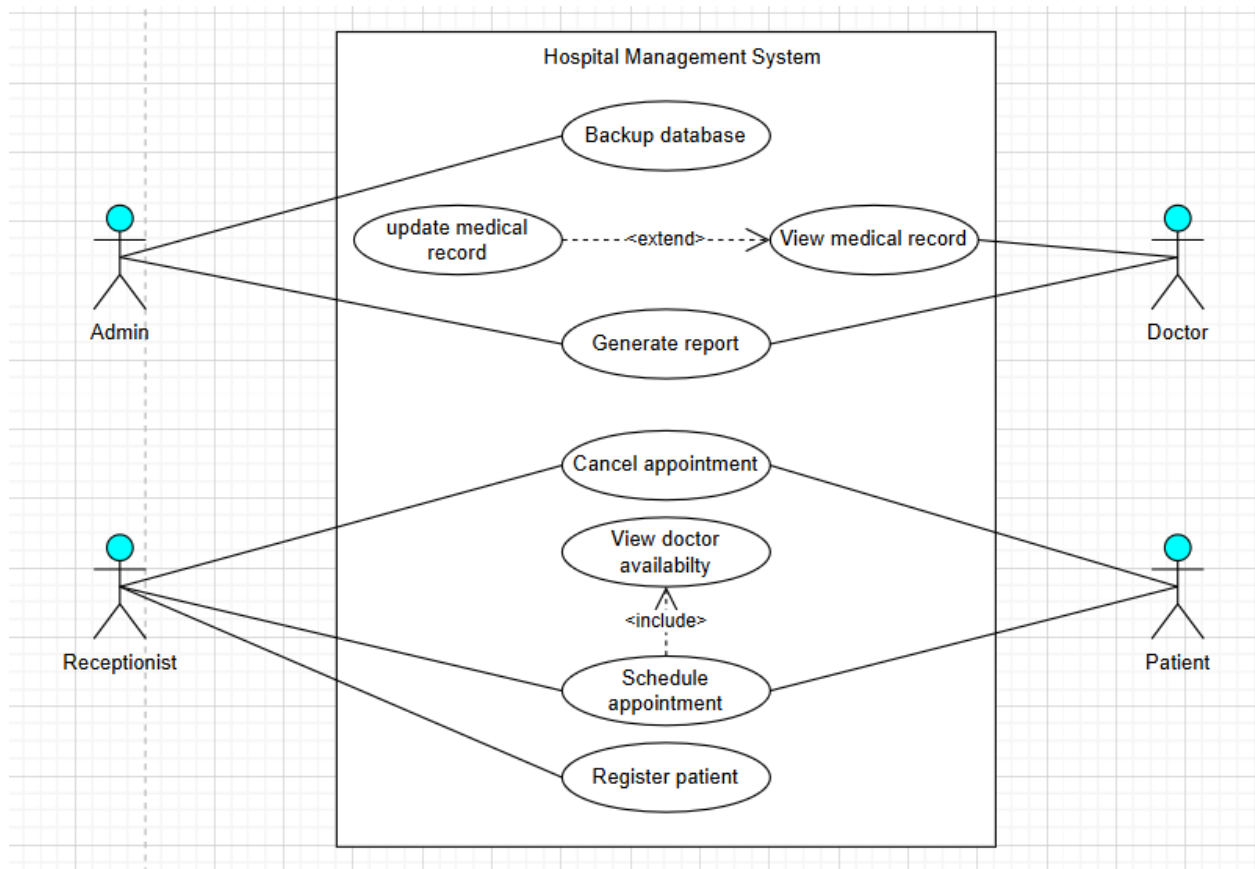 Hospital Management System
Backup database
update medical
record
<extend>
View medical record
Admin
Doctor
Generate report
Cancel appointment
View doctor
availabilty
<include>
Receptionist
Patient
Schedule
appointment
Register patient